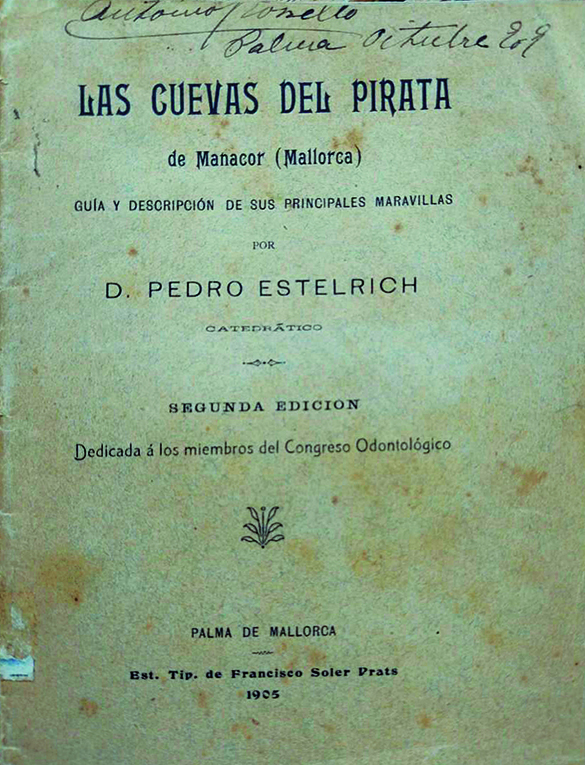 Antonio Rosselló
Palma Octubre 909
LAS CUEVAS DEL PIRATA
de Manacor (Mallorca)
GUÍA Y DESCRIPCIÓN DE SUS PRINCIPALES MARAVILLAS
POR
D. PEDRO ESTELRICH
CATEDRÁTICO
SEGUNDA EDICION
Dedicada á los miembros del Congreso Odontológico
PALMA DE MALLORCA
Est. Tip. de Francisco Soler Prats
1905